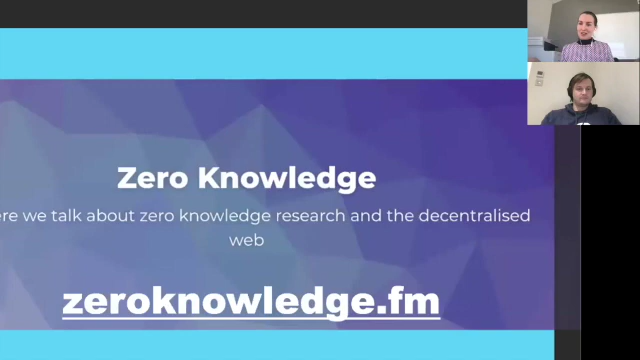 Zero Knowledge
ere we talk about zero knowledge research and the decentralised
web
zeroknowledge.fm